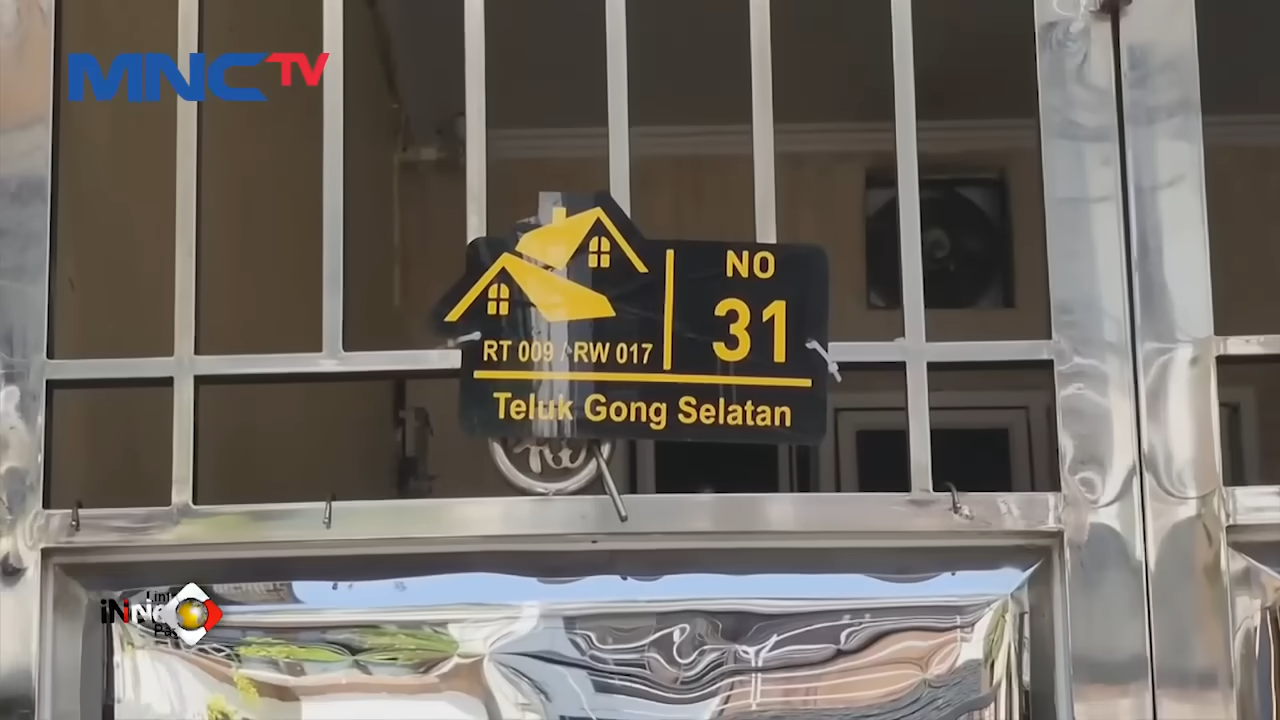 MNCTV
NO
31
RT 009 / RW 017
Teluk Gong Selatan
iNews